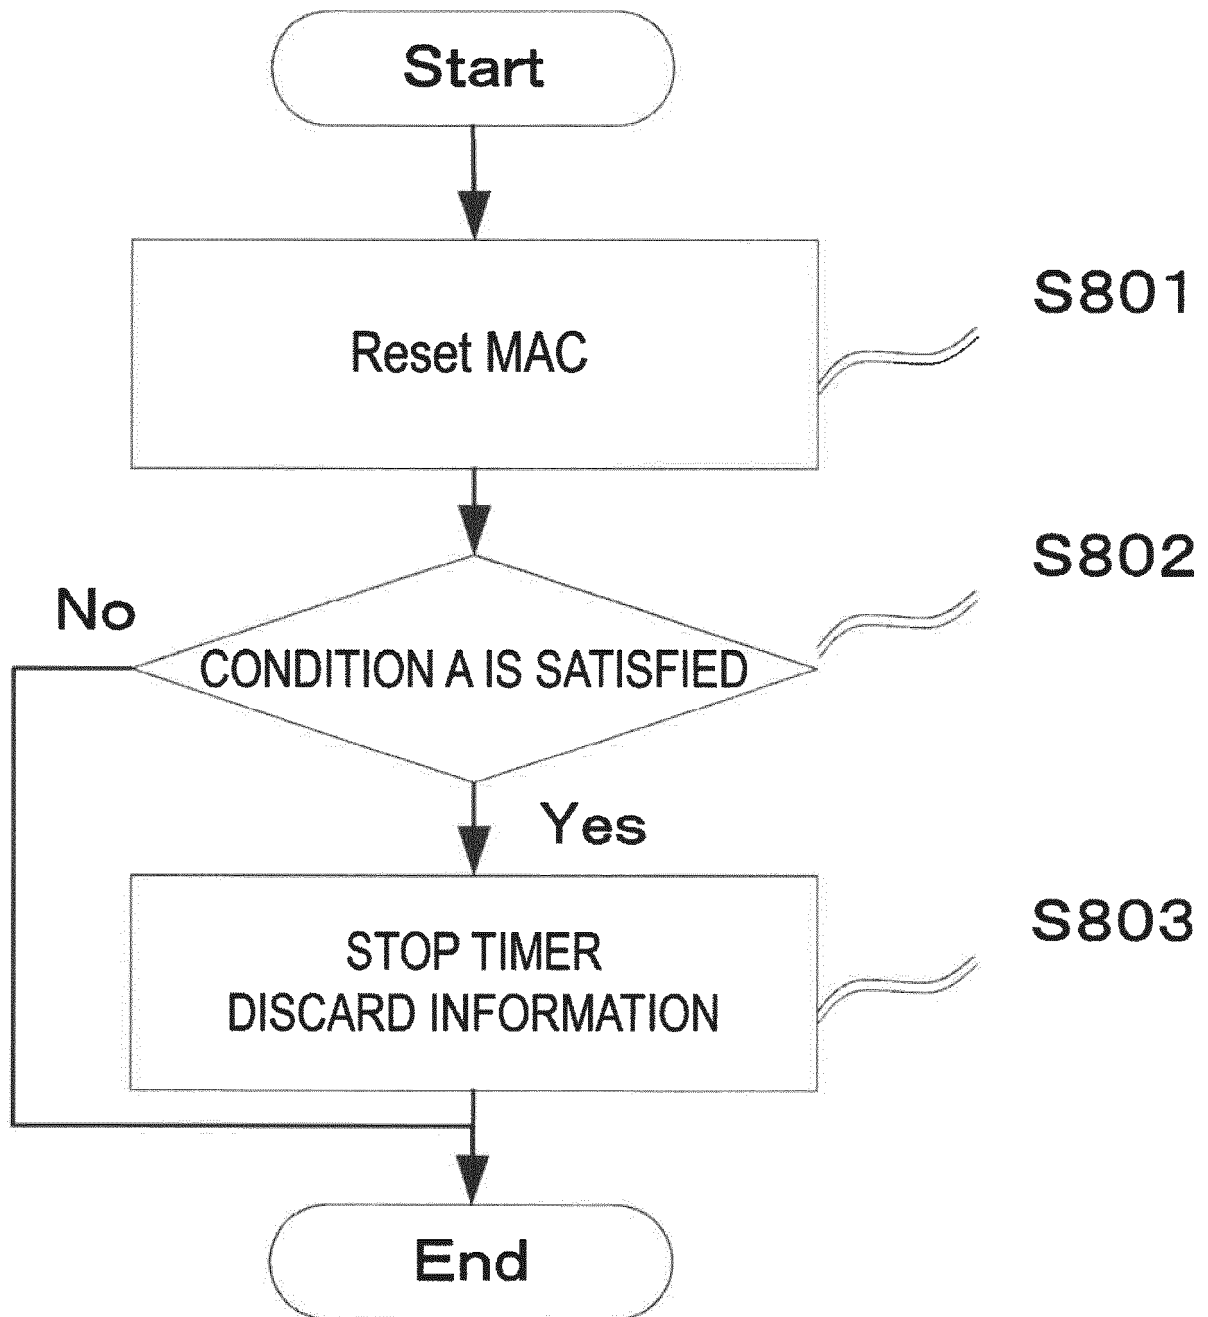 Start
Reset MAC
S801
S802
No
CONDITION A IS SATISFIED
Yes
S803
STOP TIMER
DISCARD INFORMATION
End